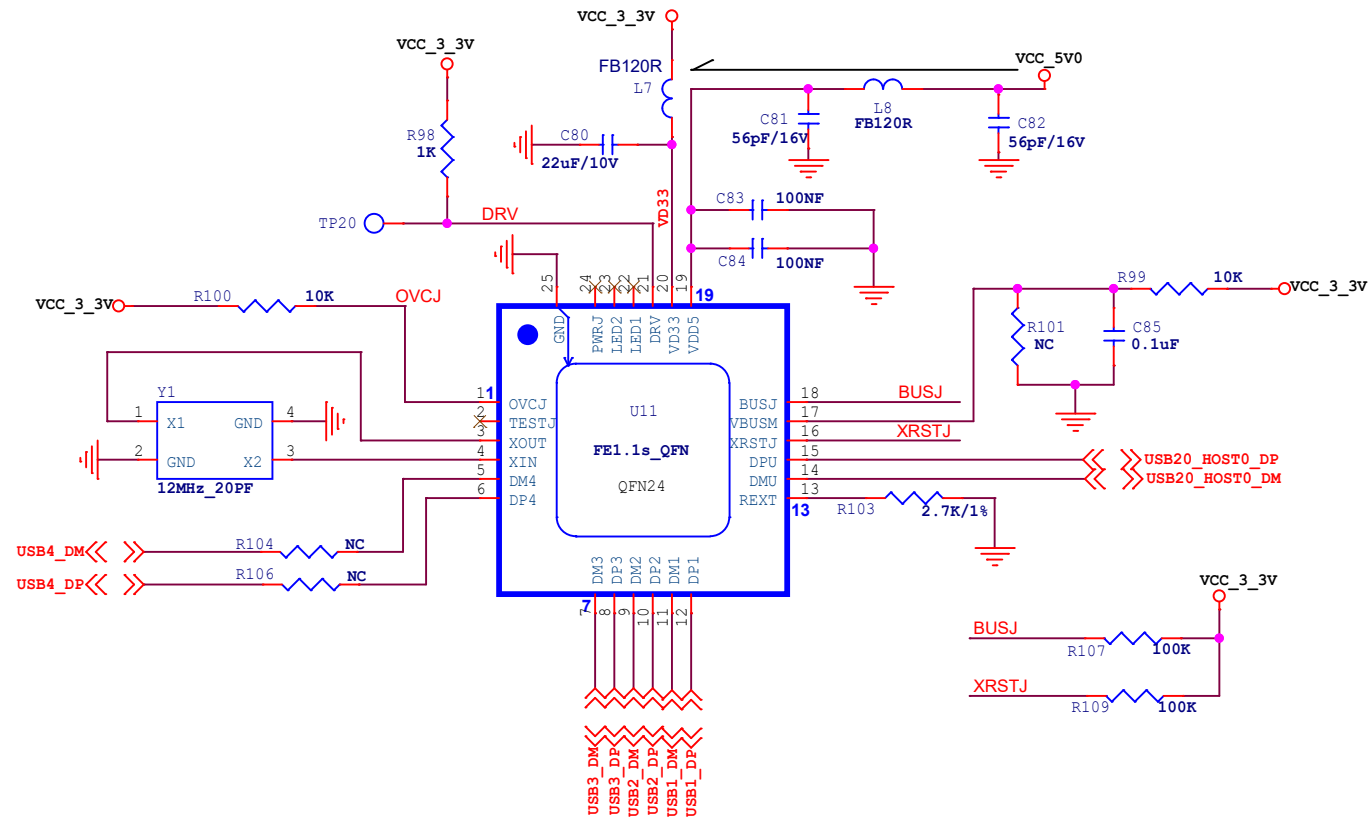 VCC_3_3V
VCC_3_3V
VCC_5V0
FB120R
L7
R98
1K
C80
22uF/10V
C81
56pF/16V
L8
FB120R
C82
56pF/16V
VD33
C83
100NF
C84
100NF
TP20
DRV
VCC_3_3V
R100
10K
OVCJ
R99
10K
VCC_3_3V
R101
NC
C85
0.1uF
25
24
23
22
21
20
19
19
GND
PWRJ
LED2
LED1
DRV
VD33
VDD5
1
1
OVCJ
2
TESTJ
3
XOUT
4
XIN
5
DM4
6
DP4
U11
FE1.1s_QFN
QFN24
BUSJ
18
BUSJ
VBUSM
17
XRSTJ
16
XRSTJ
DPU
15
USB20_HOST0_DP
DMU
14
USB20_HOST0_DM
REXT
13
13
R103
2.7K/1%
Y1
1
X1
GND
4
2
GND
X2
3
12MHz_20PF
USB4_DM
R104
NC
USB4_DP
R106
NC
DM3
DP3
DM2
DP2
DM1
DP1
7
7
8
9
10
11
12
USB3_DM
USB3_DP
USB2_DM
USB2_DP
USB1_DM
USB1_DP
VCC_3_3V
BUSJ
R107
100K
XRSTJ
R109
100K